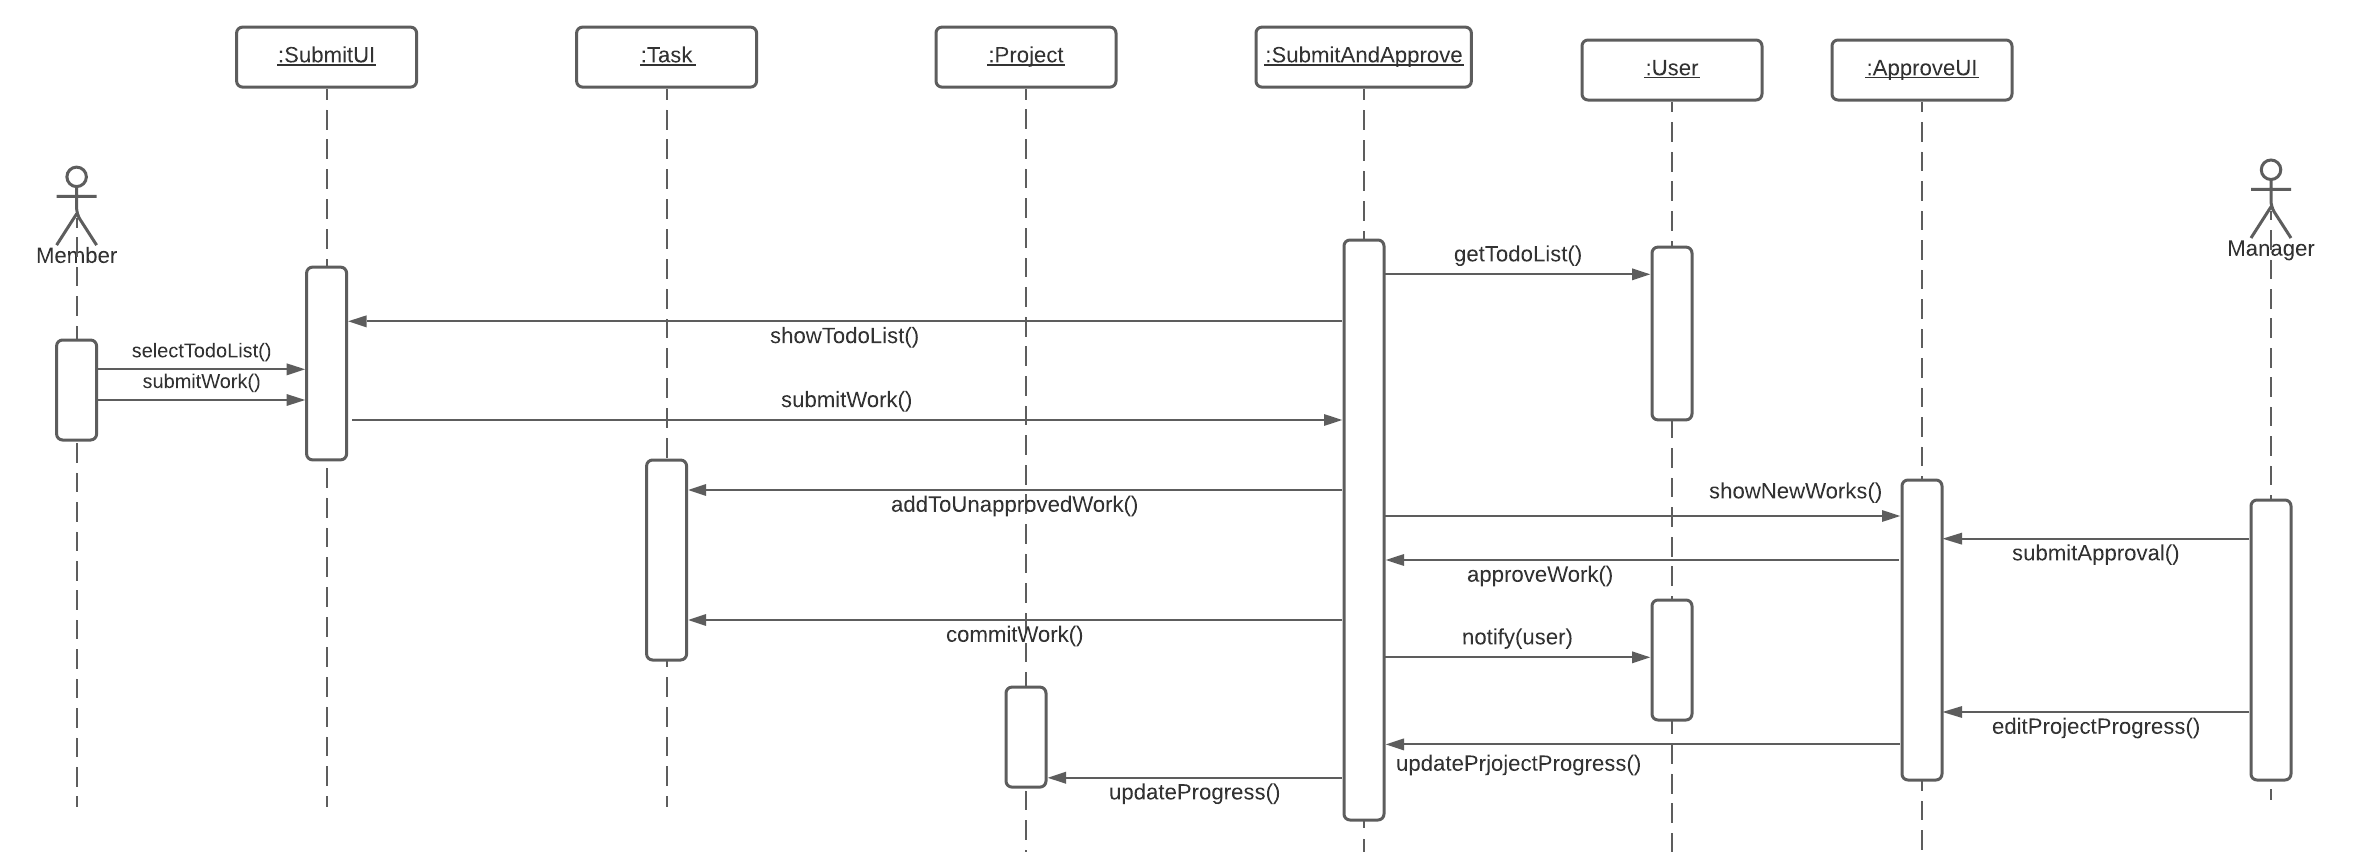 :SubmitUI
:Task
:Project
:SubmitAndApprove
:User
:ApproveUI
Member
Manager
getTodoList()
showTodoList()
selectTodoList()
submitWork()
submitWork()
addToUnapprovedWork()
showNewWorks()
submitApproval()
approveWork()
commitWork()
notify(user)
editProjectProgress()
updatePrjojectProgress()
updateProgress()